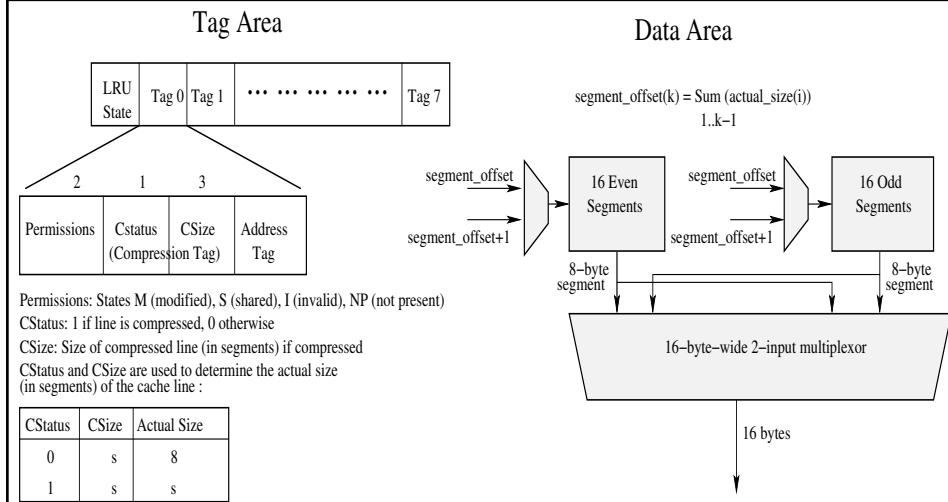 Tag Area
LRU State
Tag 0
Tag 1
• • • • • • • • • •
Tag 7
2
1
3
Permissions
Cstatus
CSize
(Compression Tag)
Address Tag
Permissions: States M (modified), S (shared), I (invalid), NP (not present)
CStatus: 1 if line is compressed, 0 otherwise
CSize: Size of compressed line (in segments) if compressed
CStatus and CSize are used to determine the actual size
(in segments) of the cache line :
CStatus CSize Actual Size
0 s 8
1 s s
Data Area
segment_offset(k) = Sum (actual_size(i))
1..k−1
segment_offset
segment_offset+1
16 Even
Segments
segment_offset
segment_offset+1
16 Odd
Segments
8−byte
segment
8−byte
segment
16−byte−wide 2−input multiplexor
16 bytes